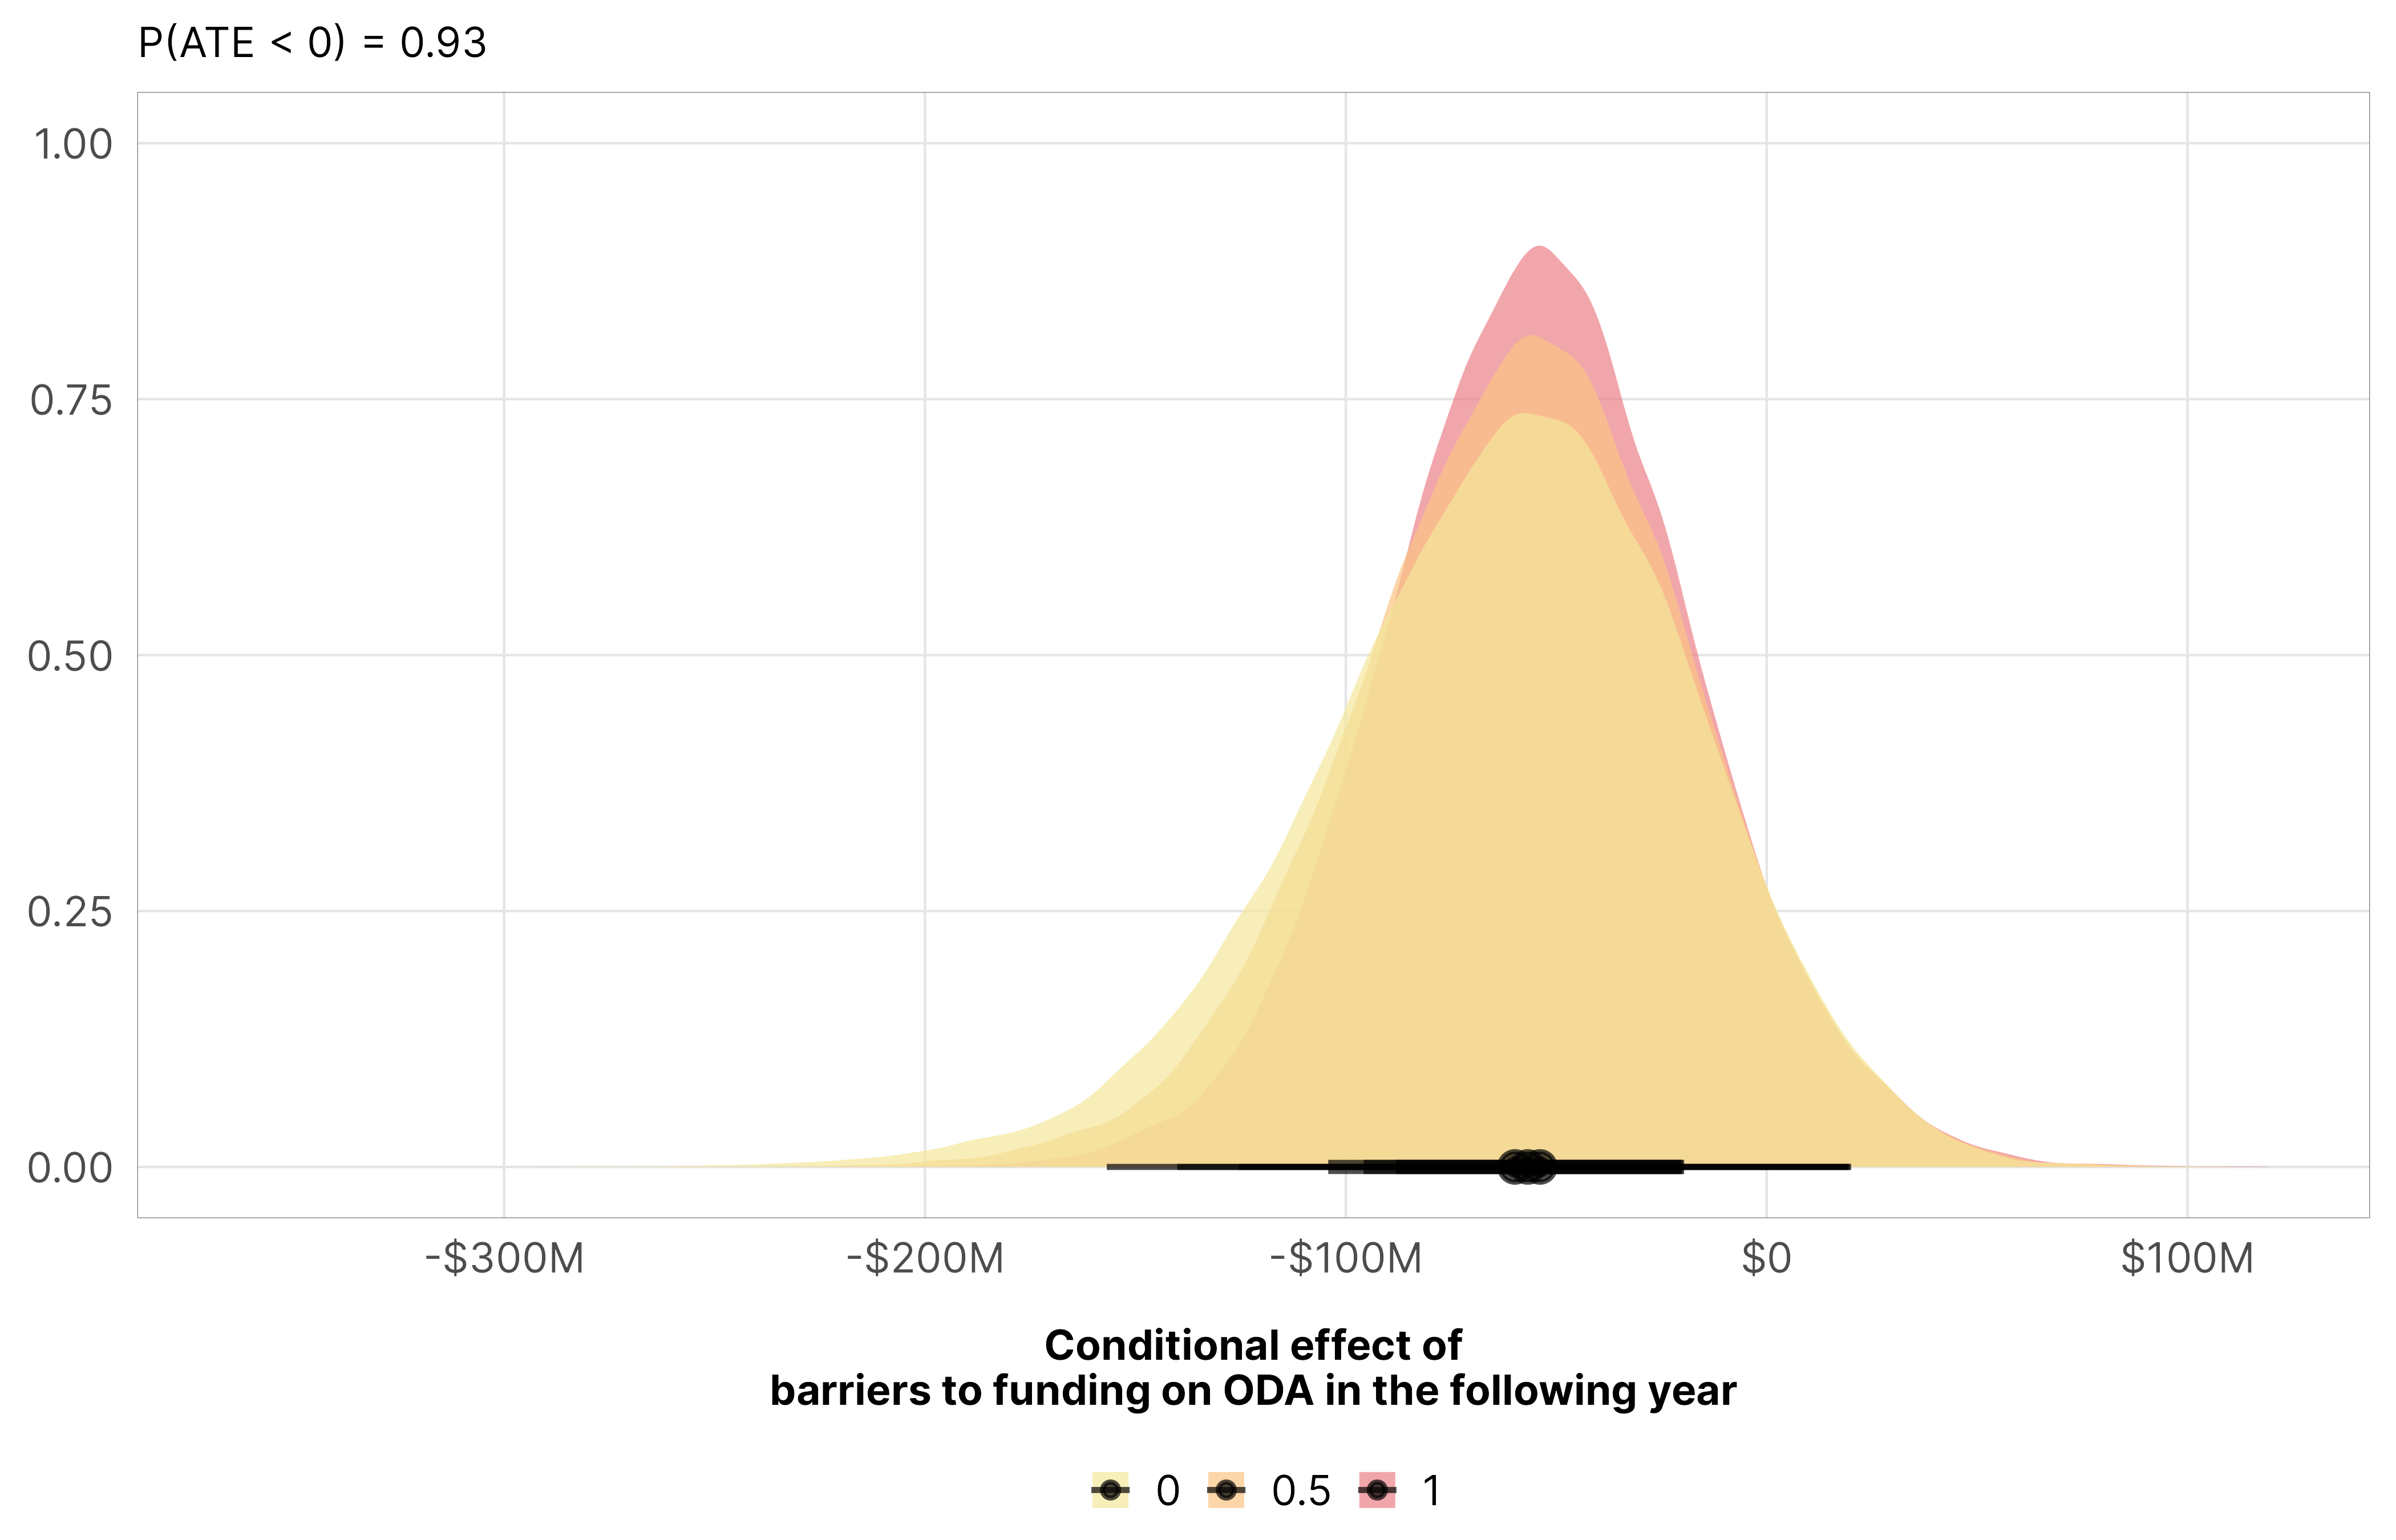 P(ATE < 0) = 0.93
1.00
0.75
0.50
0.25
0.00
-$300M -$200M -$100M $0 $100M
Conditional effect of
barriers to funding on ODA in the following year
0 0.5 1